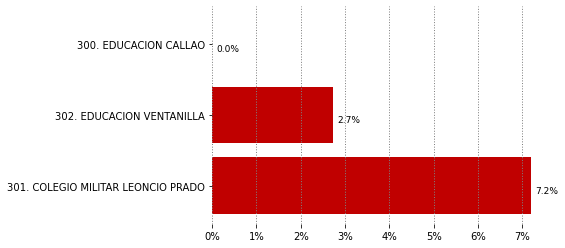 300. EDUCACION CALLAO
0.0%
302. EDUCACION VENTANILLA
2.7%
301. COLEGIO MILITAR LEONCIO PRADO
7.2%
0% 1% 2% 3% 4% 5% 6% 7%